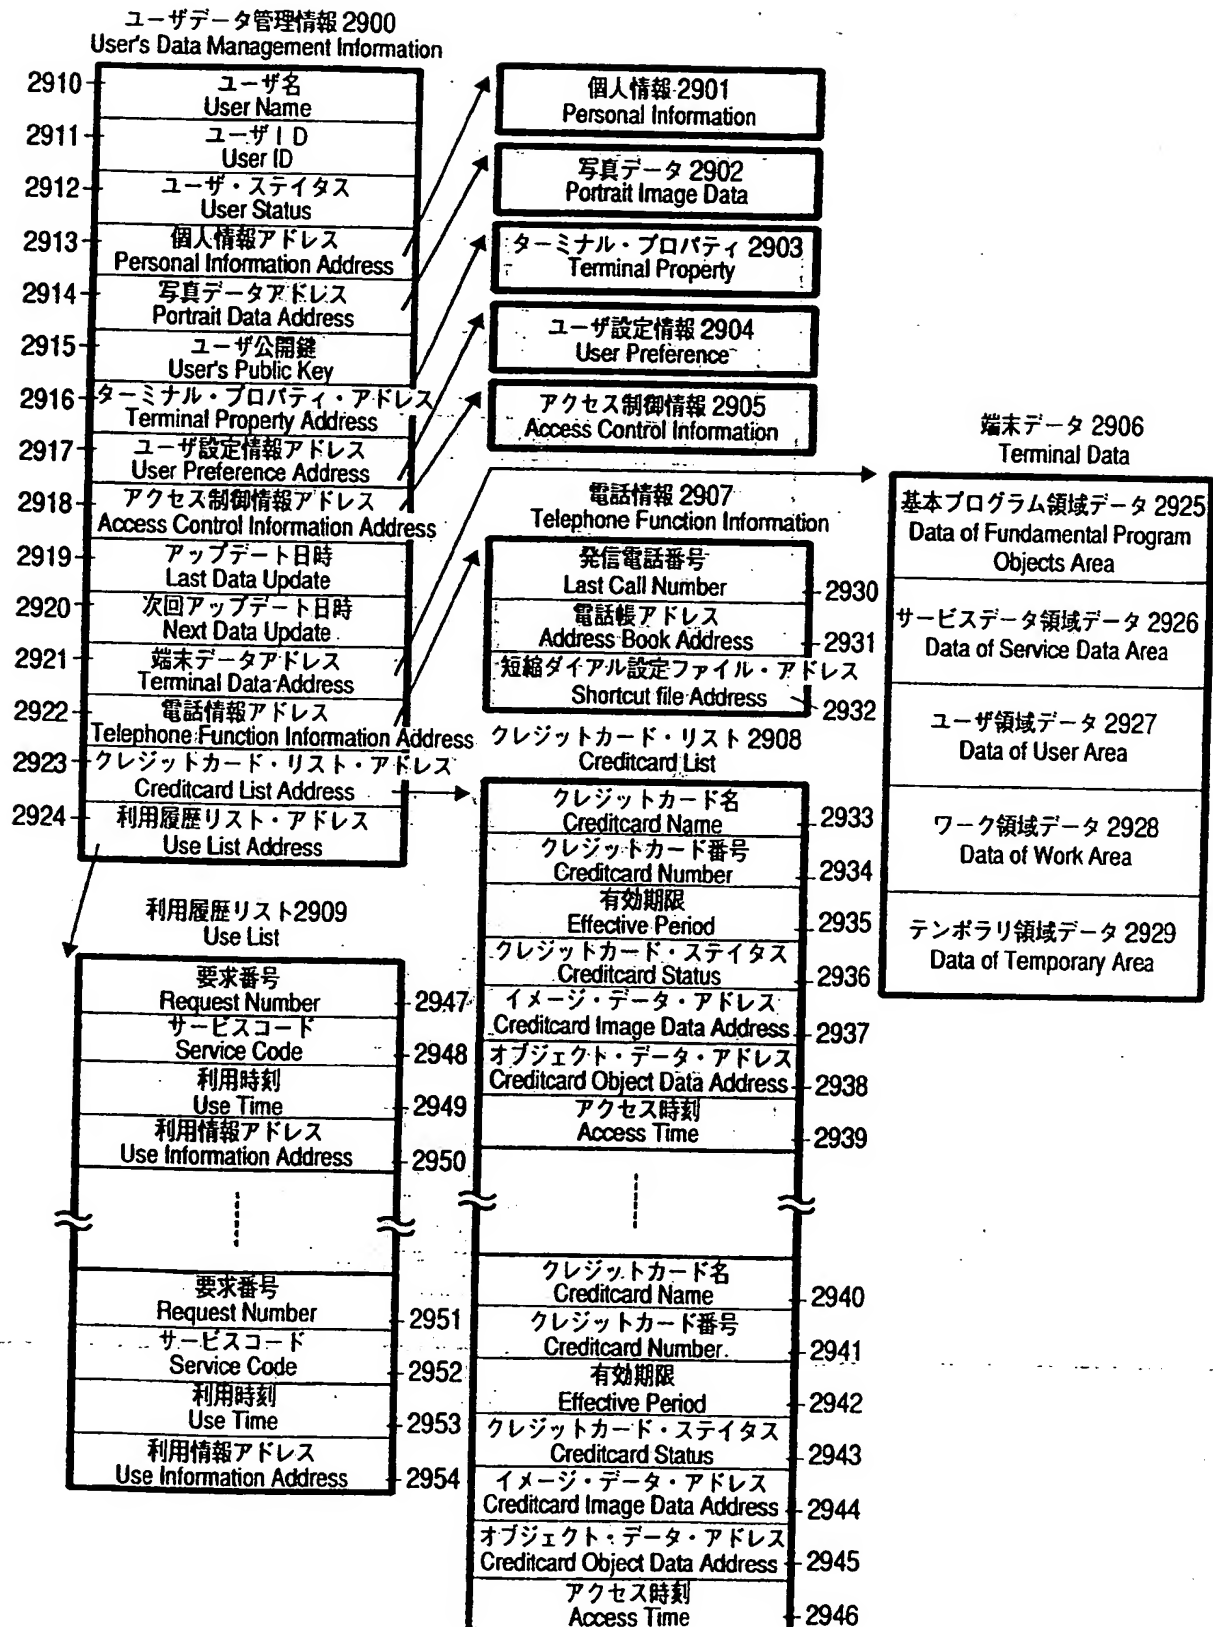 ユーザデータ管理情報 2900
User's Data Management Information
2910
ユーザ名
User Name
2911
ユーザID
User ID
2912
ユーザ・ステイタス
User Status
2913
個人情報アドレス
Personal Information Address
2914
写真データアドレス
Portrait Data Address
2915
ユーザ公開鍵
User's Public Key
2916
ターミナル・プロパティ・アドレス
Terminal Property Address
2917
ユーザ設定情報アドレス
User Preference Address
2918
アクセス制御情報アドレス
Access Control Information Address
2919
アップデート日時
Last Data Update
2920
次回アップデート日時
Next Data Update
2921
端末データアドレス
Terminal Data Address
2922
電話情報アドレス
Telephone Function Information Address
2923
クレジットカード・リスト・アドレス
Creditcard List Address
2924
利用履歴リスト・アドレス
Use List Address
個人情報 2901
Personal Information
写真データ 2902
Portrait Image Data
ターミナル・プロパティ 2903
Terminal Property
ユーザ設定情報 2904
User Preference
アクセス制御情報 2905
Access Control Information
端末データ 2906
Terminal Data
基本プログラム領域データ 2925
Data of Fundamental Program
Objects Area
サービスデータ領域データ 2926
Data of Service Data Area
ユーザ領域データ 2927
Data of User Area
ワーク領域データ 2928
Data of Work Area
テンポラリ領域データ 2929
Data of Temporary Area
電話情報 2907
Telephone Function Information
発信電話番号
Last Call Number
2930
電話帳アドレス
Address Book Address
2931
短縮ダイアル設定ファイル・アドレス
Shortcut file Address
2932
クレジットカード・リスト 2908
Creditcard List
クレジットカード名
Creditcard Name
2933
クレジットカード番号
Creditcard Number
2934
有効期限
Effective Period
2935
クレジットカード・ステイタス
Creditcard Status
2936
イメージ・データ・アドレス
Creditcard Image Data Address
2937
オブジェクト・データ・アドレス
Creditcard Object Data Address
2938
アクセス時刻
Access Time
2939
クレジットカード名
Creditcard Name
2940
クレジットカード番号
Creditcard Number
2941
有効期限
Effective Period
2942
クレジットカード・ステイタス
Creditcard Status
2943
イメージ・データ・アドレス
Creditcard Image Data Address
2944
オブジェクト・データ・アドレス
Creditcard Object Data Address
2945
アクセス時刻
Access Time
2946
利用履歴リスト2909
Use List
要求番号
Request Number
2947
サービスコード
Service Code
2948
利用時刻
Use Time
2949
利用情報アドレス
Use Information Address
2950
要求番号
Request Number
2951
サービスコード
Service Code
2952
利用時刻
Use Time
2953
利用情報アドレス
Use Information Address
2954